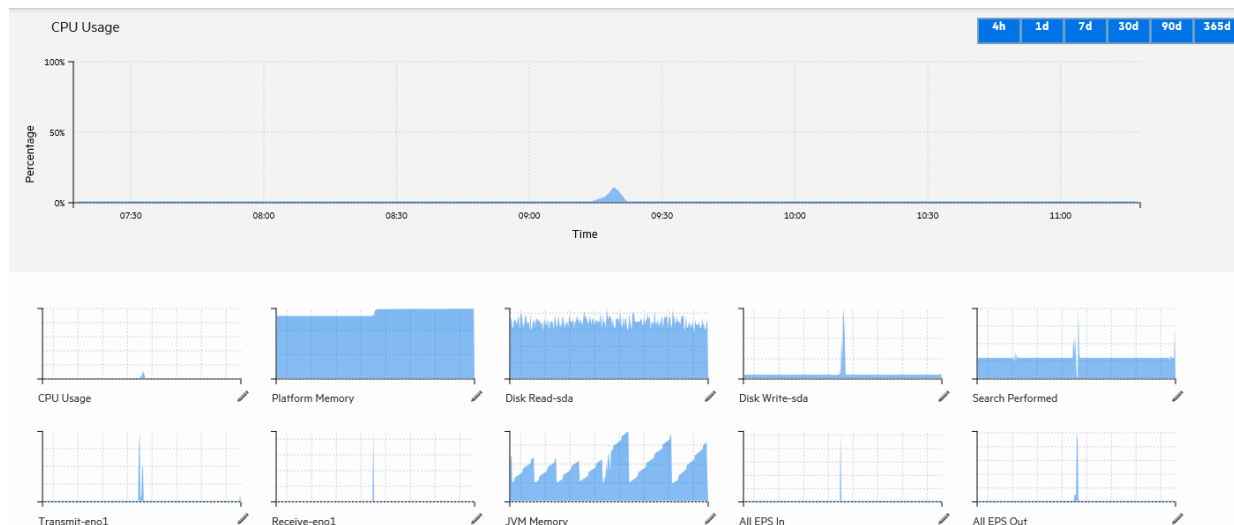 CPU Usage
4h 1d 7d 30d 90d 365d
100%
50%
0%
Percentage
07:30 08:00 08:30 09:00 09:30 10:00 10:30 11:00
Time
CPU Usage
Platform Memory
Disk Read-sda
Disk Write-sda
Search Performed
Transmit-eno1
Receive-eno1
JVM Memory
All EPS In
All EPS Out